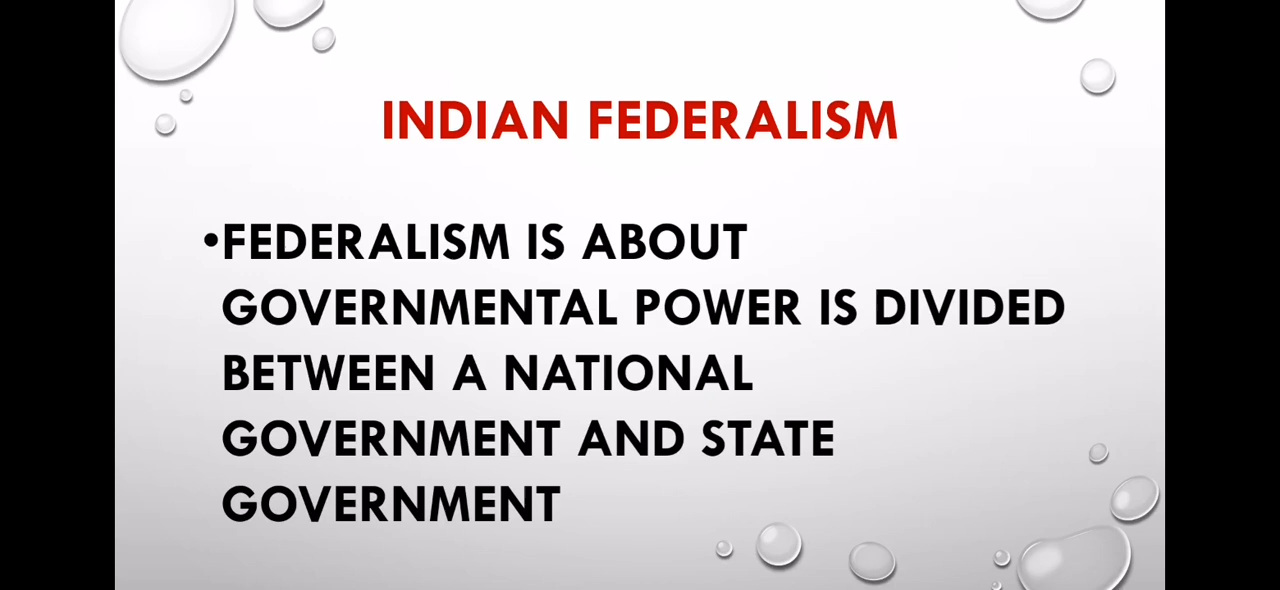 INDIAN FEDERALISM
•FEDERALISM IS ABOUT
GOVERNMENTAL POWER IS DIVIDED
BETWEEN A NATIONAL
GOVERNMENT AND STATE
GOVERNMENT